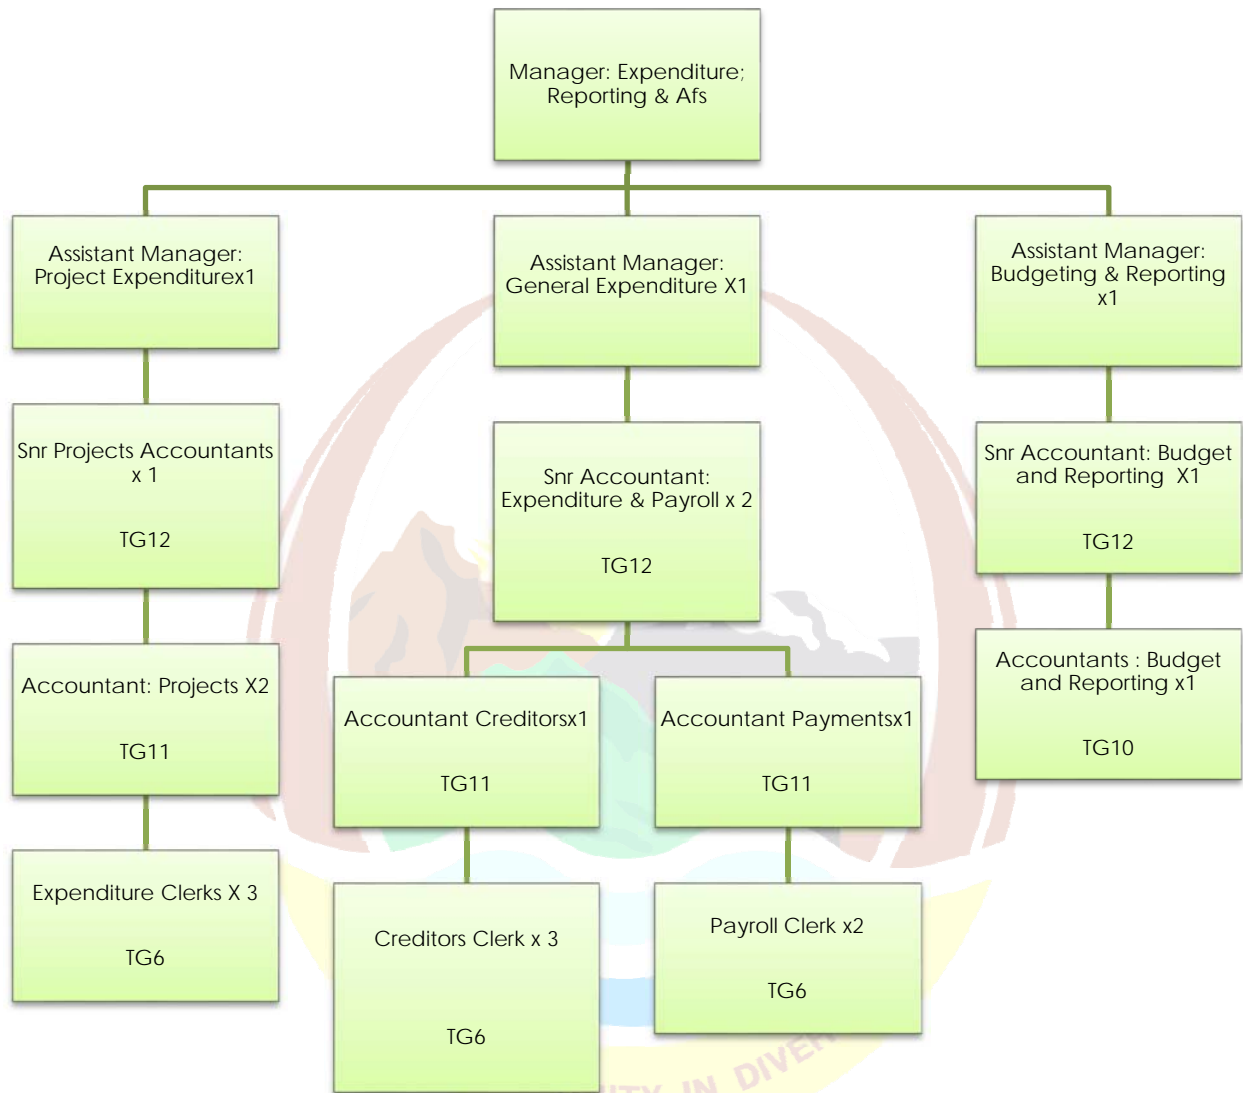 Manager: Expenditure;
Reporting & Afs
Assistant Manager:
Project Expenditurex1
Assistant Manager:
General Expenditure X1
Assistant Manager:
Budgeting & Reporting
x1
Snr Projects Accountants
x 1
TG12
Snr Accountant:
Expenditure & Payroll x 2
TG12
Snr Accountant: Budget
and Reporting X1
TG12
Accountant: Projects X2
TG11
Accountant Creditorsx1
TG11
Accountant Paymentsx1
TG11
Accountants : Budget
and Reporting x1
TG10
Expenditure Clerks X 3
TG6
Creditors Clerk x 3
TG6
Payroll Clerk x2
TG6
IN DIVER